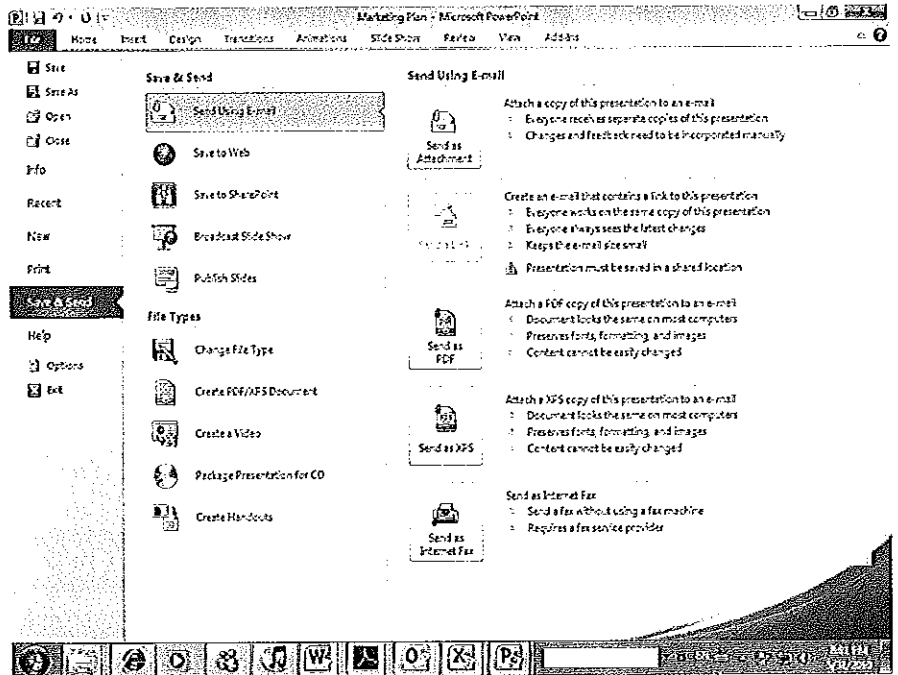 Marketing Plan - Microsoft PowerPoint
File Home Insert Design Transitions Animations Slide Show Review View Add-Ins
Save
Save As
Open
Close
Info
Recent
New
Print
Save & Send
Help
Options
Exit
Save & Send
Send Using E-mail
Save to Web
Save to SharePoint
Broadcast Slide Show
Publish Slides
File Types
Change File Type
Create PDF/XPS Document
Create a Video
Package Presentation for CD
Create Handouts
Send Using E-mail
Send as
Attachment
Attach a copy of this presentation to an e-mail
Everyone receives seperate copies of this presentation
Changes and feedback need to be incorporated manually
Create an e-mail that contains a link to this presentation
Everyone works on the same copy of this presentation
Everyone always sees the latest changes
Keeps the e-mail size small
Presentation must be saved in a shared location
Send as
PDF
Attach a PDF copy of this presentation to an e-mail
Document looks the same on most computers
Preserves fonts, formatting, and images
Content cannot be easily changed
Send as XPS
Attach a XPS copy of this presentation to an e-mail
Document looks the same on most computers
Preserves fonts, formatting, and images
Content cannot be easily changed
Send as
Internet Fax
Send as Internet Fax
Send a fax without using a fax machine
Requires a fax service provider